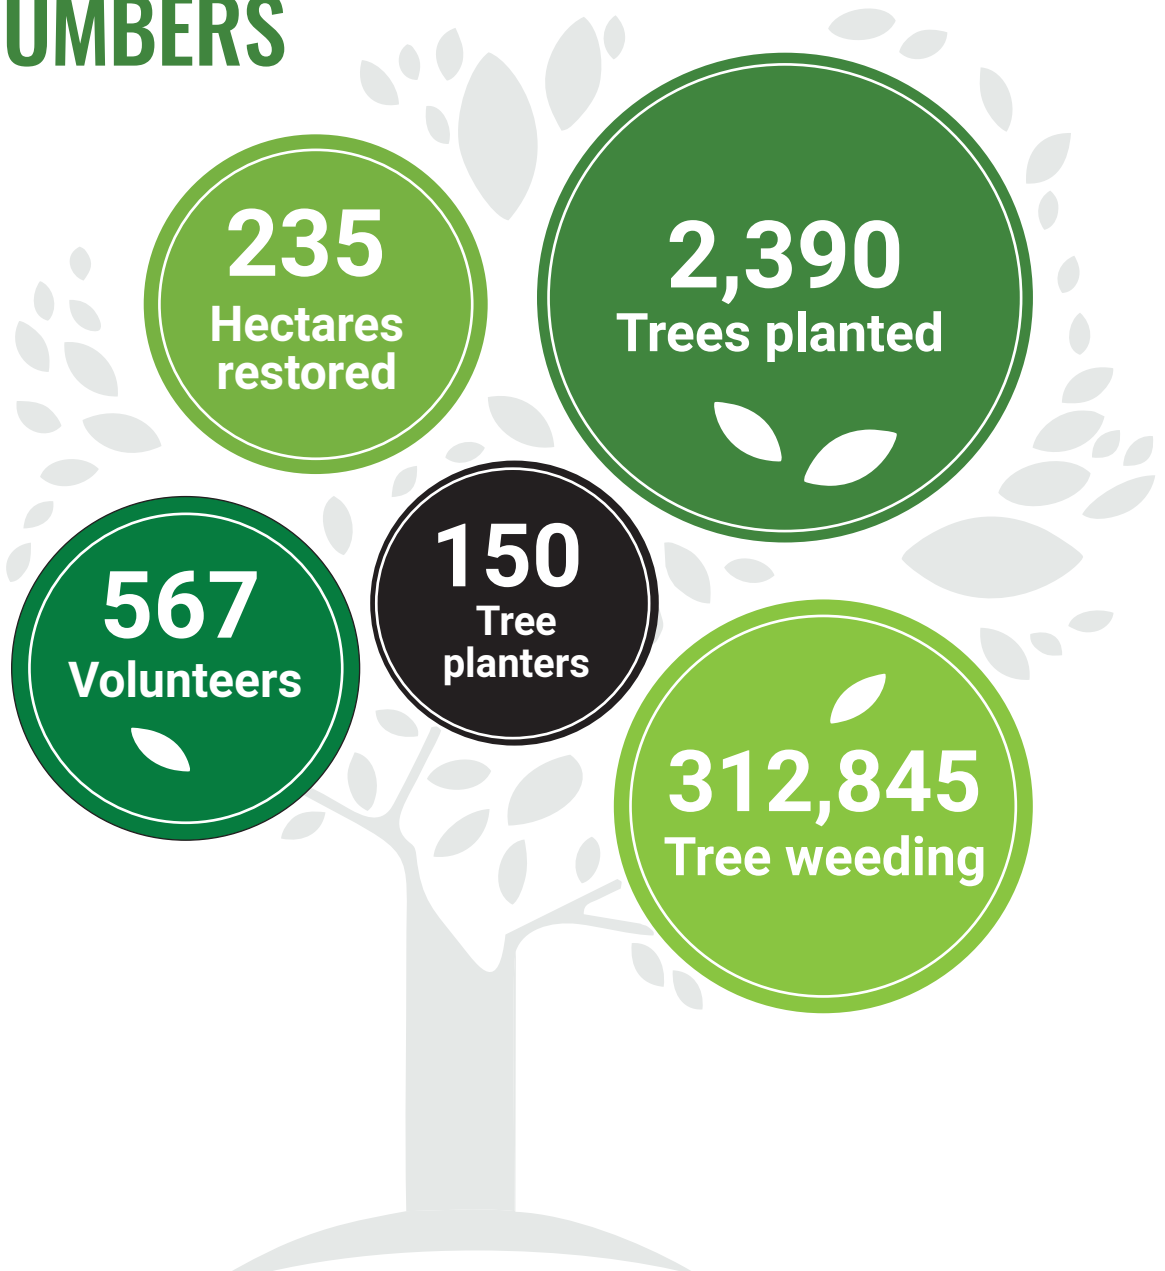 UMBERS
235
Hectares
restored
2,390
Trees planted
567
Volunteers
150
Tree
planters
312,845
Tree weeding